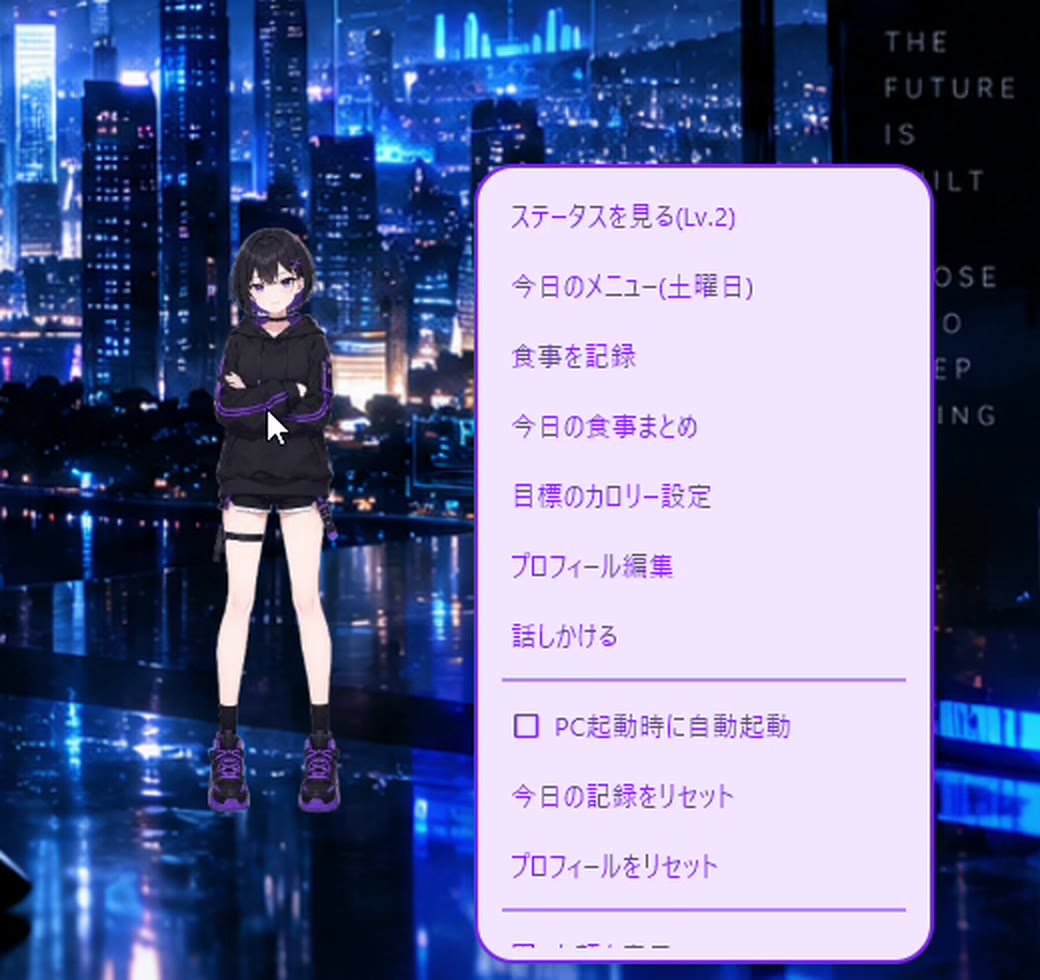 THE
FUTURE
IS
ステータスを見る(Lv.2)
今日のメニュー(土曜日)
食事を記録
今日の食事まとめ
目標のカロリー設定
プロフィール編集
話しかける
PC起動時に自動起動
今日の記録をリセット
プロフィールをリセット